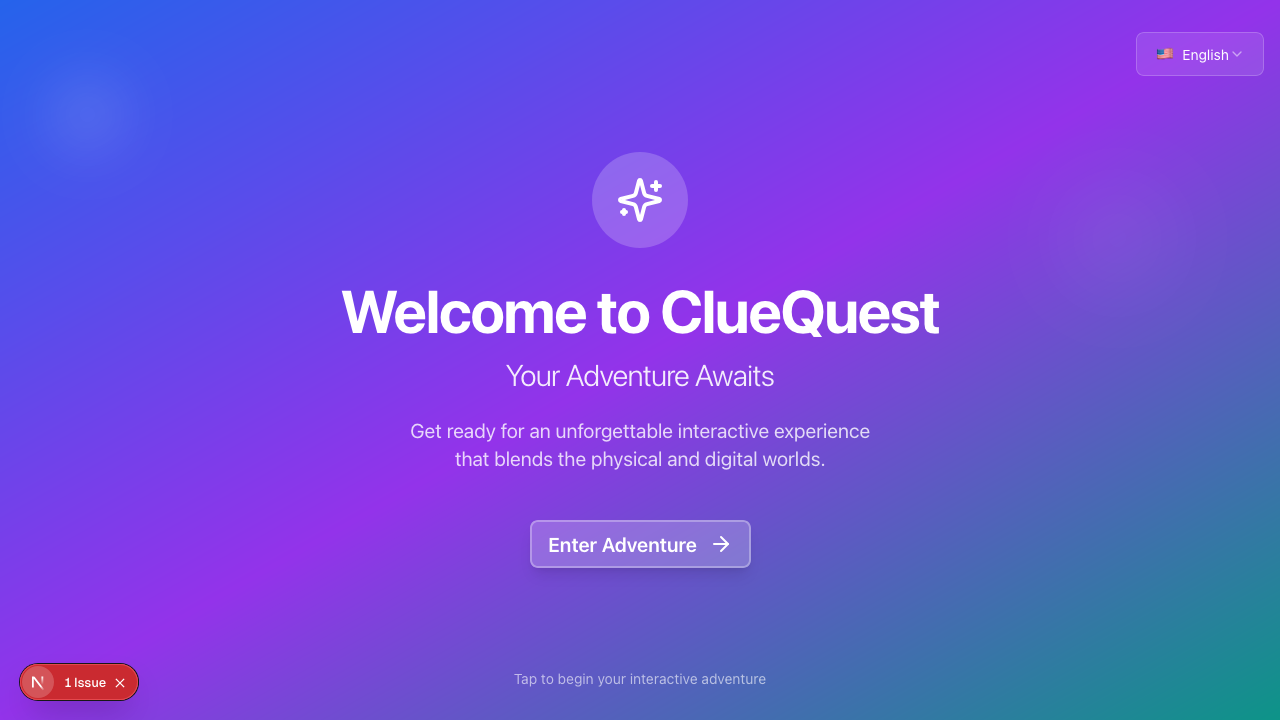 English
Welcome to ClueQuest
Your Adventure Awaits
Get ready for an unforgettable interactive experience
that blends the physical and digital worlds.
Enter Adventure
Tap to begin your interactive adventure
N 1 Issue